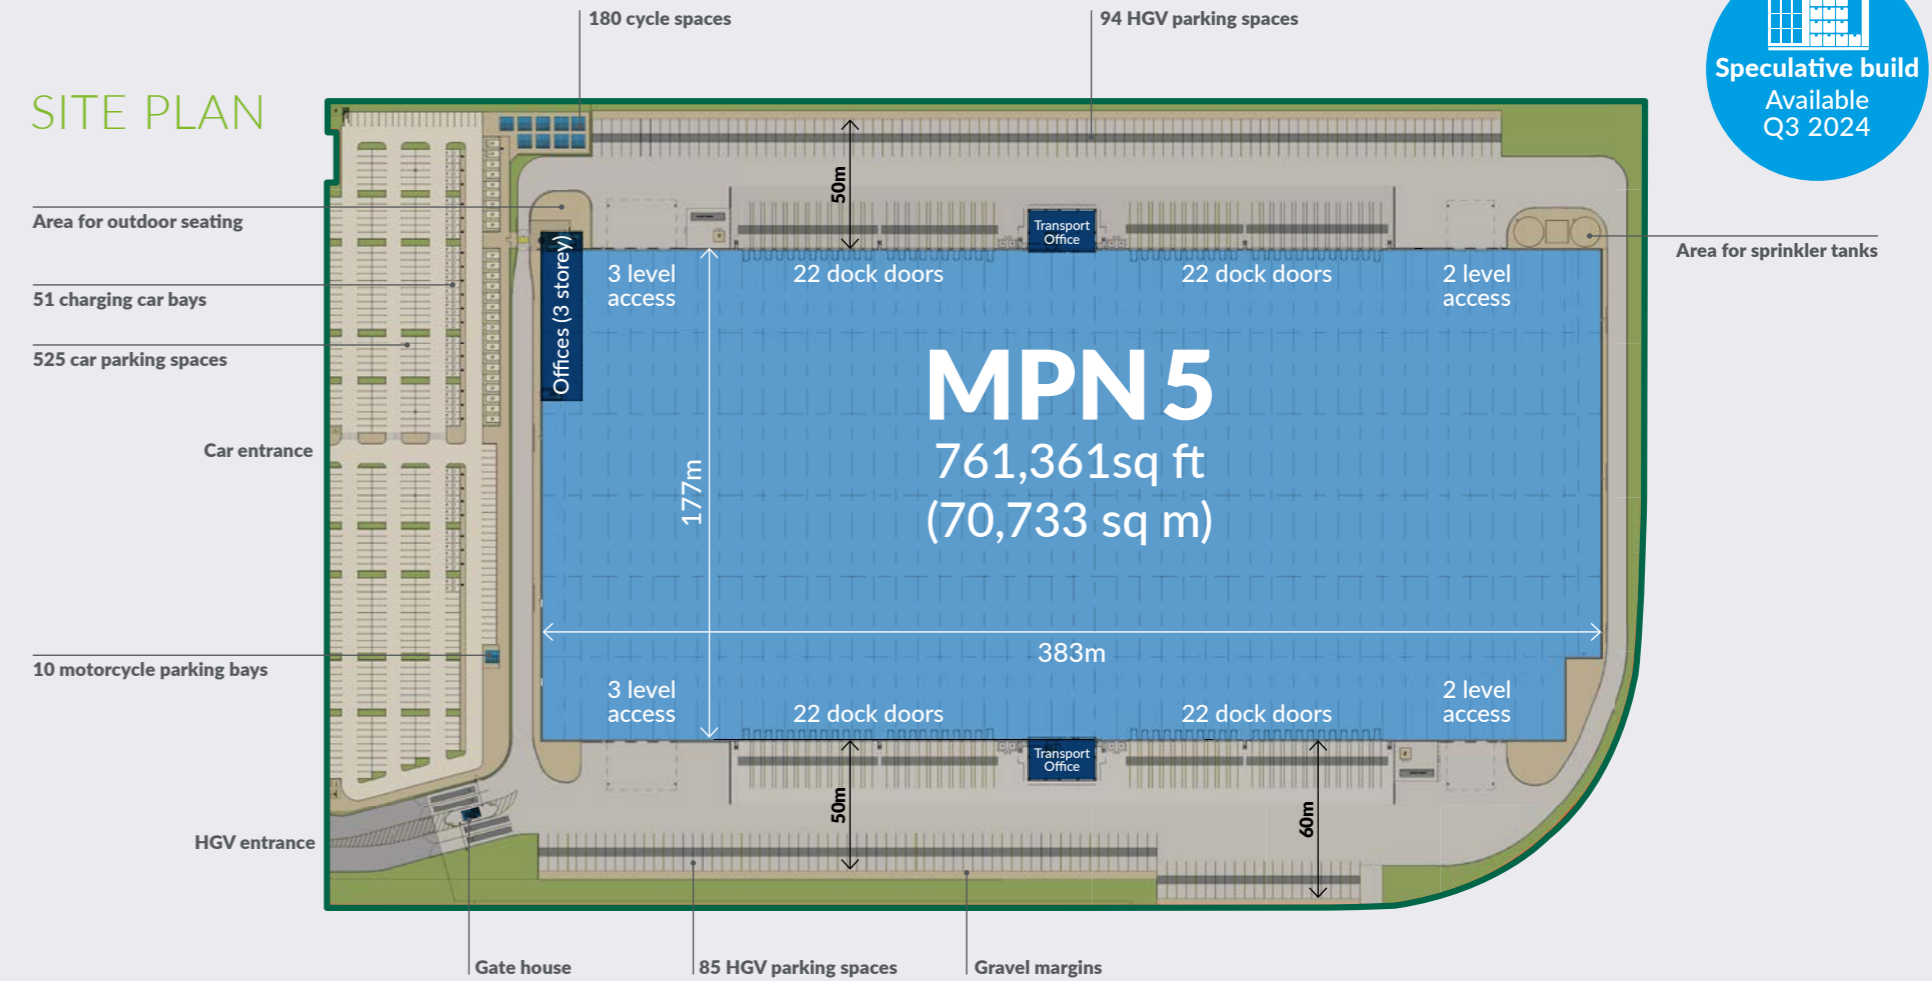 180 cycle spaces
94 HGV parking spaces
Speculative build
Available
Q3 2024
SITE PLAN
Area for outdoor seating
51 charging car bays
525 car parking spaces
Car entrance
10 motorcycle parking bays
HGV entrance
50m
Transport
Office
Area for sprinkler tanks
Offices (3 storey)
3 level
access
22 dock doors
22 dock doors
2 level
access
MPN 5
761,361sq ft
(70,733 sq m)
177m
383m
3 level
access
22 dock doors
22 dock doors
2 level
access
Transport
Office
50m
60m
Gate house
85 HGV parking spaces
Gravel margins